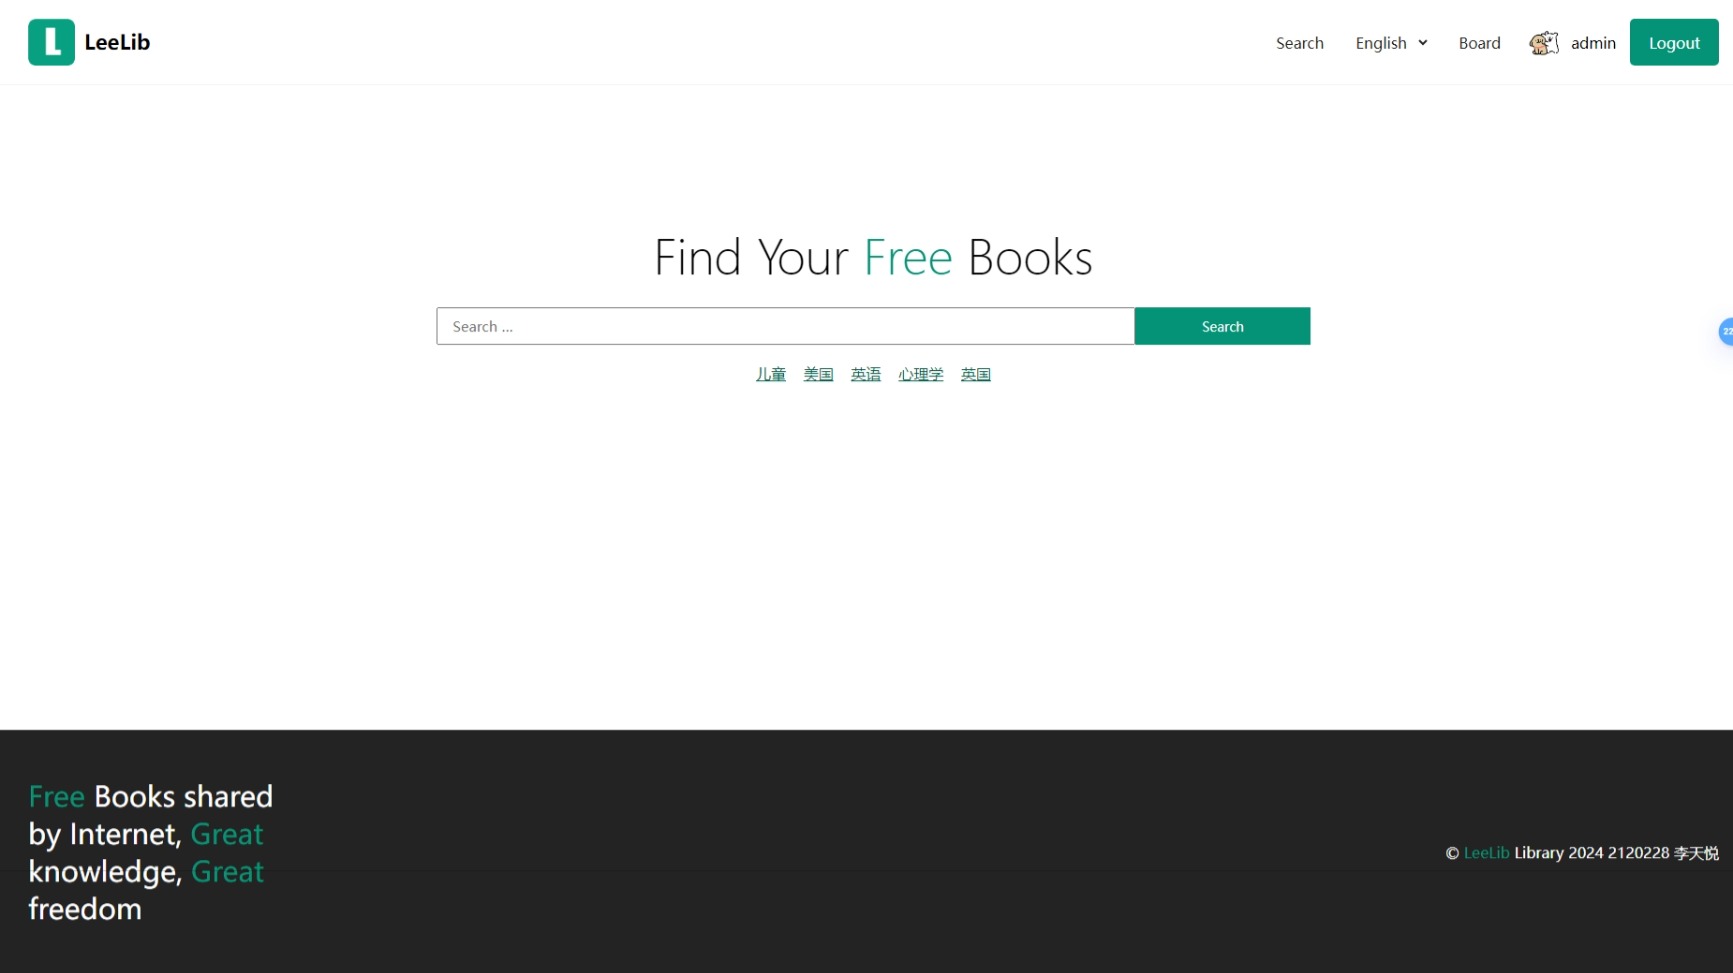 L LeeLib
Search English Board admin Logout
Find Your Free Books
Search ... Search
儿童 美国 英语 心理学 英国
22
Free Books shared
by Internet, Great
knowledge, Great
freedom
© LeeLib Library 2024 2120228 李天悦